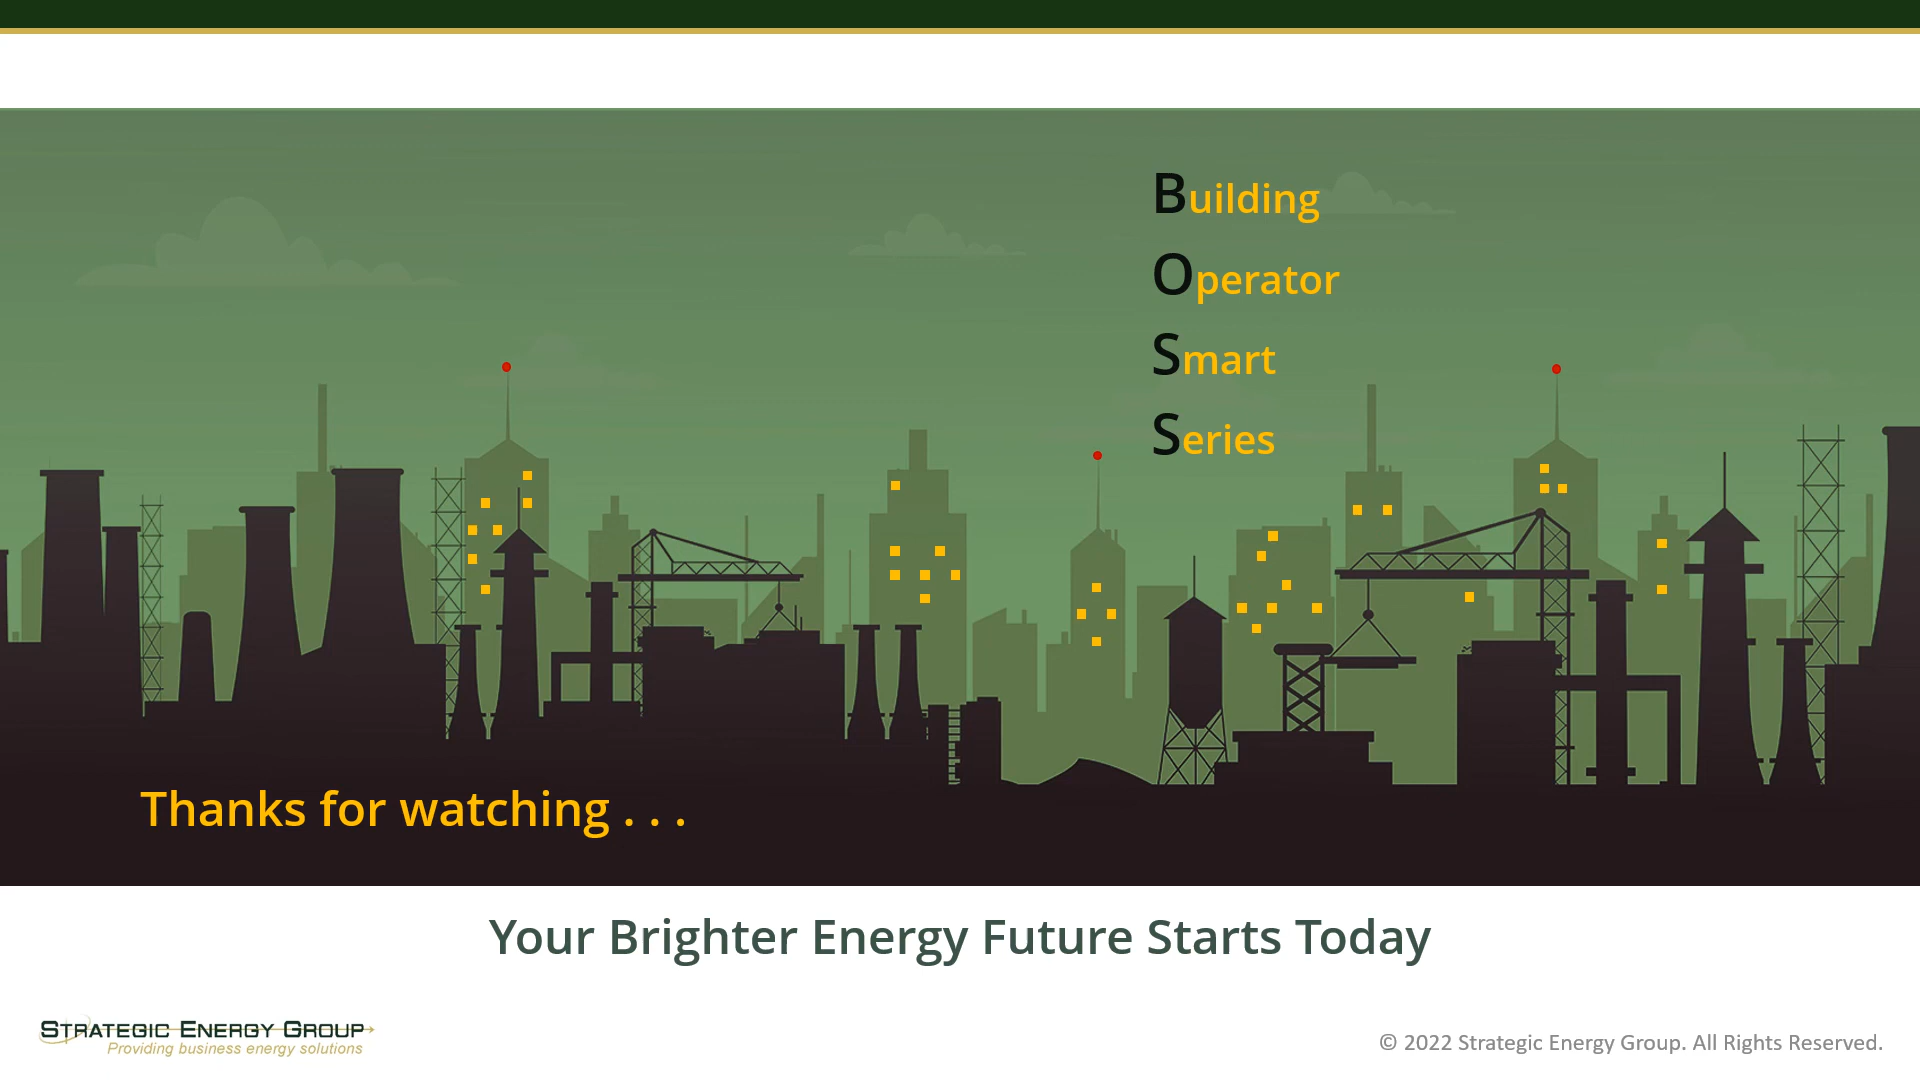 Building
Operator
Smart
Series
Thanks for watching . . .
Your Brighter Energy Future Starts Today
STRATEGIC ENERGY GROUP
Providing business energy solutions
© 2022 Strategic Energy Group. All Rights Reserved.